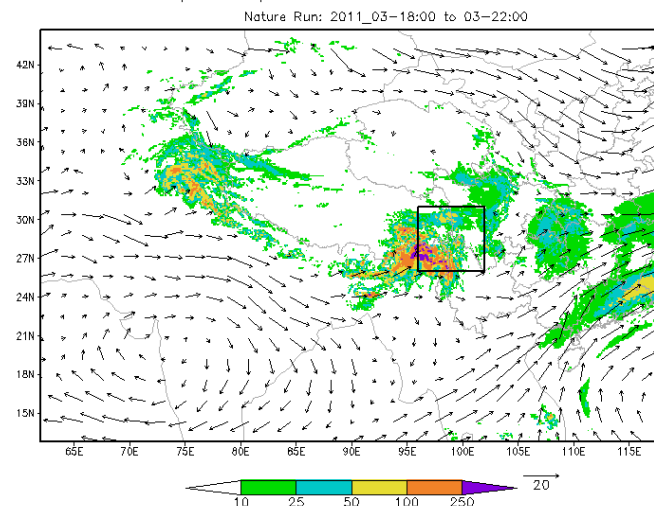 Nature Run: 2011_03-18:00 to 03-22:00
42N
39N
36N
33N
30N
27N
24N
21N
18N
15N
65E 70E 75E 80E 85E 90E 95E 100E 105E 110E 115E
10 25 50 100 250
20